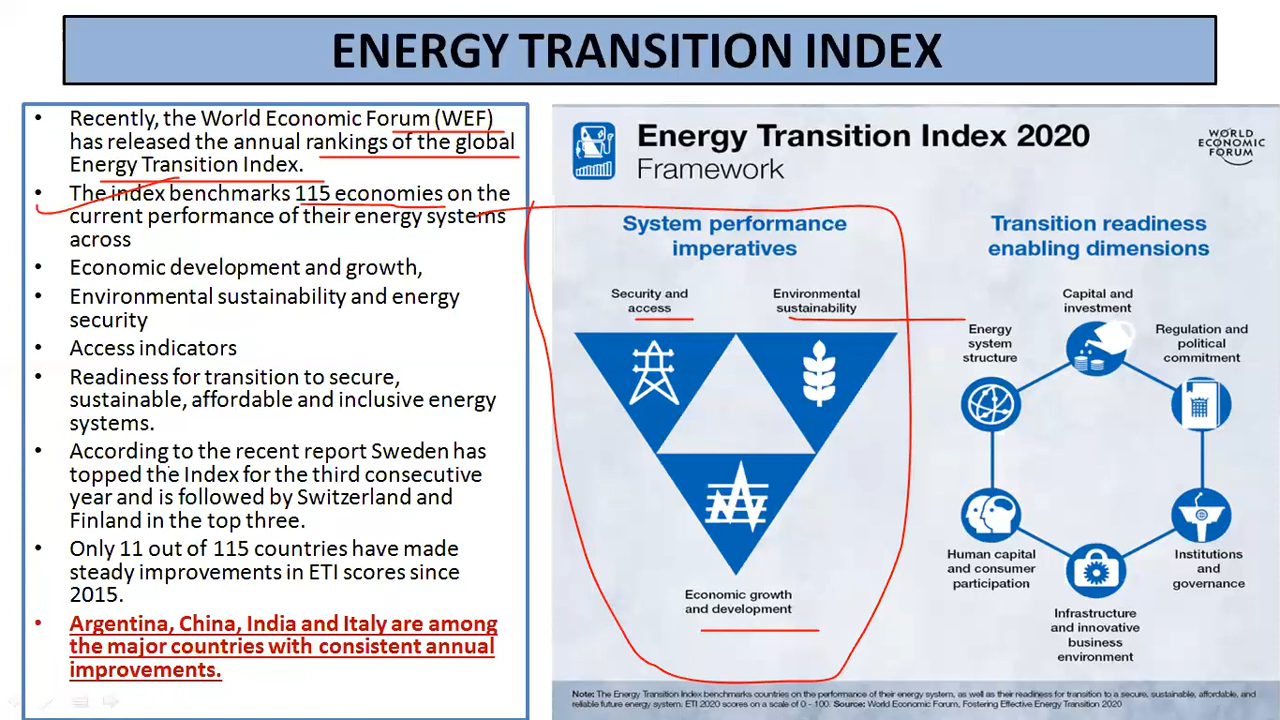 ENERGY TRANSITION INDEX
• Recently, the World Economic Forum (WEF)
has released the annual rankings of the global
Energy Transition Index.
• The index benchmarks 115 economies on the
current performance of their energy systems
across
• Economic development and growth,
• Environmental sustainability and energy
security
• Access indicators
• Readiness for transition to secure,
sustainable, affordable and inclusive energy
systems.
• According to the recent report Sweden has
topped the Index for the third consecutive
year and is followed by Switzerland and
Finland in the top three.
• Only 11 out of 115 countries have made
steady improvements in ETI scores since
2015.
• Argentina, China, India and Italy are among
the major countries with consistent annual
improvements.
Energy Transition Index 2020
Framework
WORLD
ECONOMIC
FORUM
System performance
imperatives
Security and
access
Environmental
sustainability
Economic growth
and development
Transition readiness
enabling dimensions
Capital and
investment
Energy
system
structure
Regulation and
political
commitment
Human capital
and consumer
participation
Institutions
and
governance
Infrastructure
and innovative
business
environment
Note: The Energy Transition Index benchmarks countries on the performance of their energy system, as well as their readiness for transition to a secure, sustainable, affordable, and
reliable future energy system. ETI 2020 scores on a scale of 0 - 100. Source: World Economic Forum, Fostering Effective Energy Transition 2020